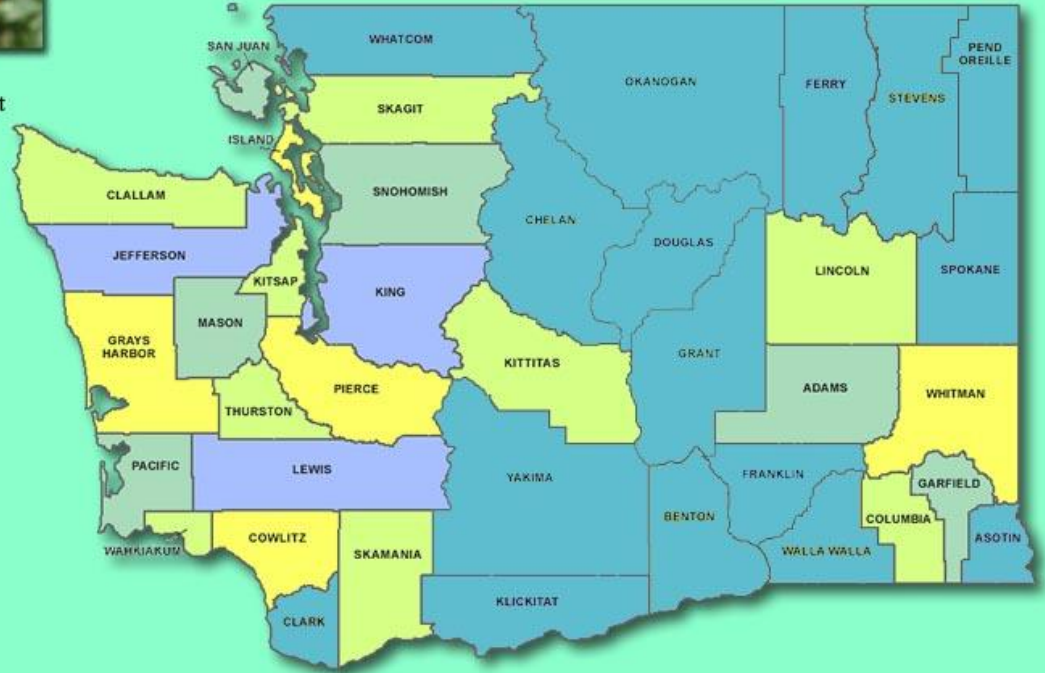 WHATCOM
SAN JUAN
OKANOGAN
PEND
OREILLE
FERRY
STEVENS
t
SKAGIT
ISLAND
CLALLAM
SNOHOMISH
CHELAN
DOUGLAS
JEFFERSON
KITSAP
KING
LINCOLN
SPOKANE
MASON
GRAYS
HARBOR
KITTITAS
GRANT
PIERCE
ADAMS
WHITMAN
THURSTON
PACIFIC
LEWIS
YAKIMA
FRANKLIN
GARFIELD
BENTON
COLUMBIA
WAHKIAKUM
COWLITZ
SKAMANIA
WALLA WALLA
ASOTIN
KLICKITAT
CLARK